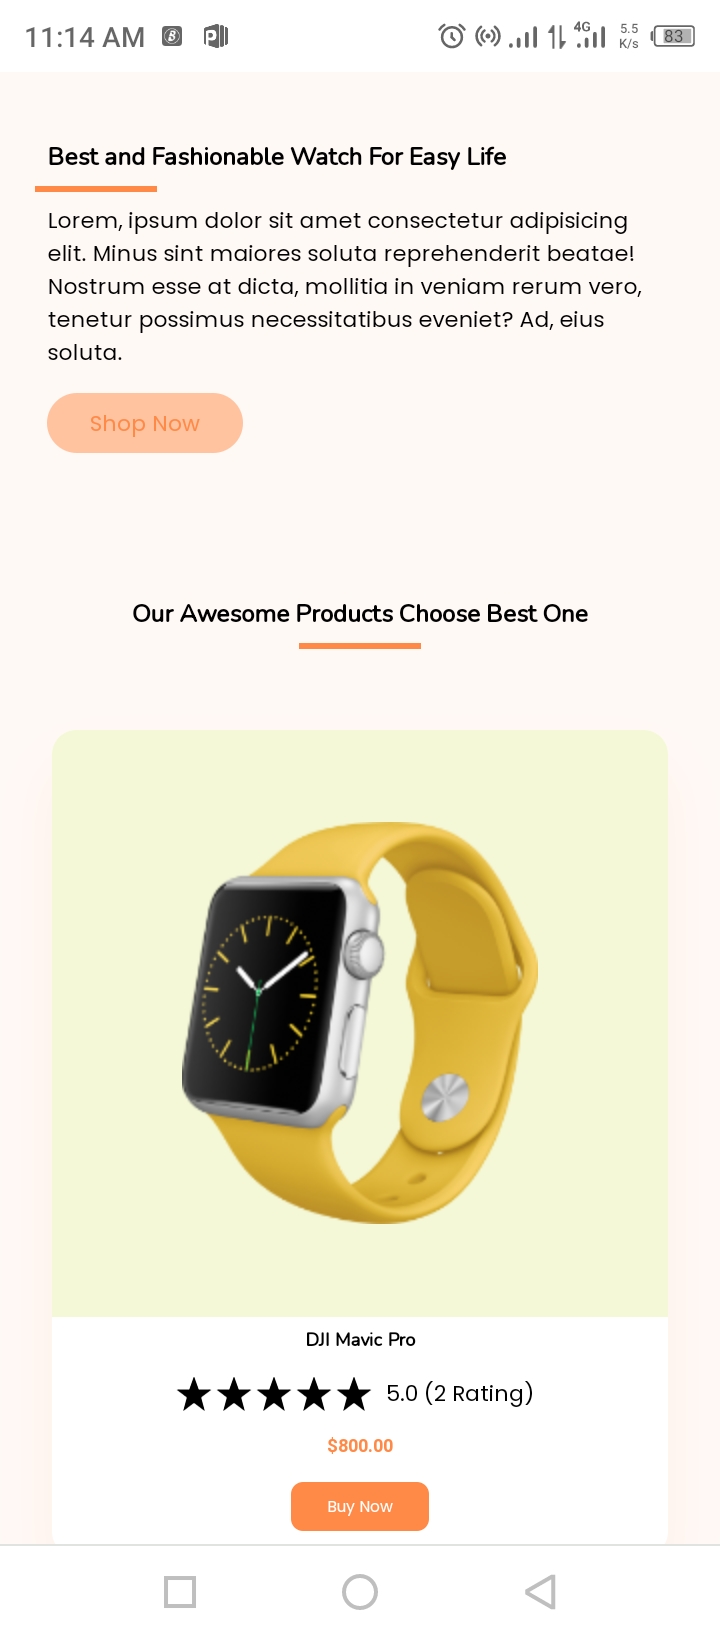 11:14 AM
4G
5.5
K/s
83
Best and Fashionable Watch For Easy Life
Lorem, ipsum dolor sit amet consectetur adipisicing
elit. Minus sint maiores soluta reprehenderit beatae!
Nostrum esse at dicta, mollitia in veniam rerum vero,
tenetur possimus necessitatibus eveniet? Ad, eius
soluta.
Shop Now
Our Awesome Products Choose Best One
DJI Mavic Pro
5.0 (2 Rating)
$800.00
Buy Now